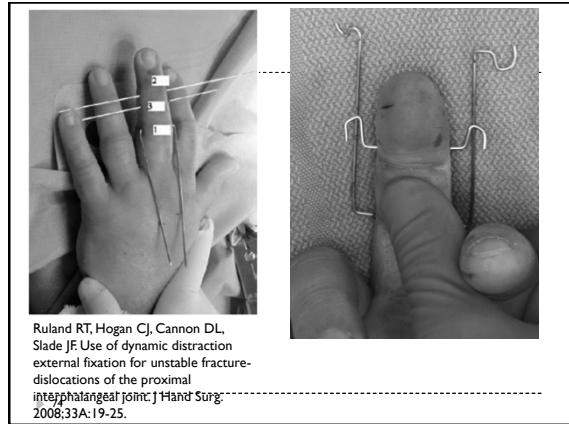 2
3
1
Ruland RT, Hogan CJ, Cannon DL,
Slade JF. Use of dynamic distraction
external fixation for unstable fracture-
dislocations of the proximal
interphalangeal joint. J Hand Surg.
74
2008;33A:19-25.